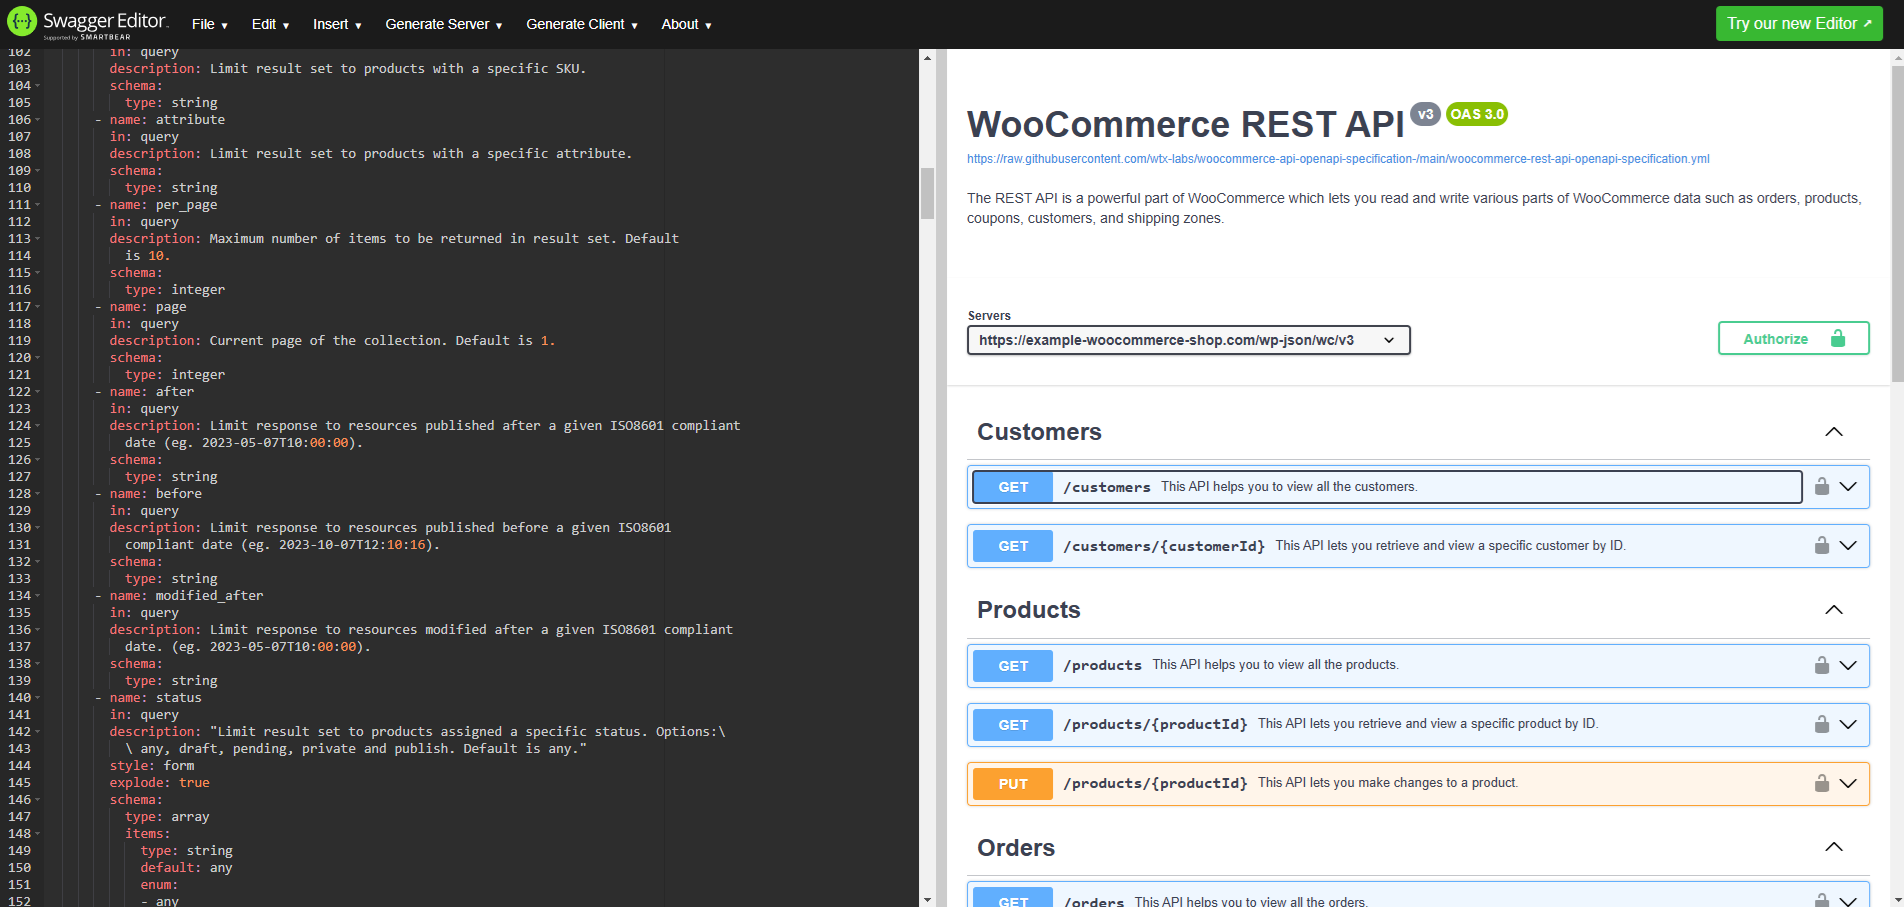 Swagger Editor
Supported by SMARTBEAR
File ▾ Edit ▾ Insert ▾ Generate Server ▾ Generate Client ▾ About ▾
Try our new Editor ↗
102 in: query
103 description: Limit result set to products with a specific SKU.
104 schema:
105 type: string
106 - name: attribute
107 in: query
108 description: Limit result set to products with a specific attribute.
109 schema:
110 type: string
111 - name: per_page
112 in: query
113 description: Maximum number of items to be returned in result set. Default
114 is 10.
115 schema:
116 type: integer
117 - name: page
118 in: query
119 description: Current page of the collection. Default is 1.
120 schema:
121 type: integer
122 - name: after
123 in: query
124 description: Limit response to resources published after a given ISO8601 compliant
125 date (eg. 2023-05-07T10:00:00).
126 schema:
127 type: string
128 - name: before
129 in: query
130 description: Limit response to resources published before a given ISO8601
131 compliant date (eg. 2023-10-07T12:10:16).
132 schema:
133 type: string
134 - name: modified_after
135 in: query
136 description: Limit response to resources modified after a given ISO8601 compliant
137 date. (eg. 2023-05-07T10:00:00).
138 schema:
139 type: string
140 - name: status
141 in: query
142 description: "Limit result set to products assigned a specific status. Options:\
143 \ any, draft, pending, private and publish. Default is any."
144 style: form
145 explode: true
146 schema:
147 type: array
148 items:
149 type: string
150 default: any
151 enum:
152 - any
WooCommerce REST API v3 OAS 3.0
https://raw.githubusercontent.com/wtx-labs/woocommerce-api-openapi-specification-/main/woocommerce-rest-api-openapi-specification.yml
The REST API is a powerful part of WooCommerce which lets you read and write various parts of WooCommerce data such as orders, products,
coupons, customers, and shipping zones.
Servers
https://example-woocommerce-shop.com/wp-json/wc/v3
Authorize
Customers
GET /customers This API helps you to view all the customers.
GET /customers/{customerId} This API lets you retrieve and view a specific customer by ID.
Products
GET /products This API helps you to view all the products.
GET /products/{productId} This API lets you retrieve and view a specific product by ID.
PUT /products/{productId} This API lets you make changes to a product.
Orders
GET /orders This API helps you to view all the orders.